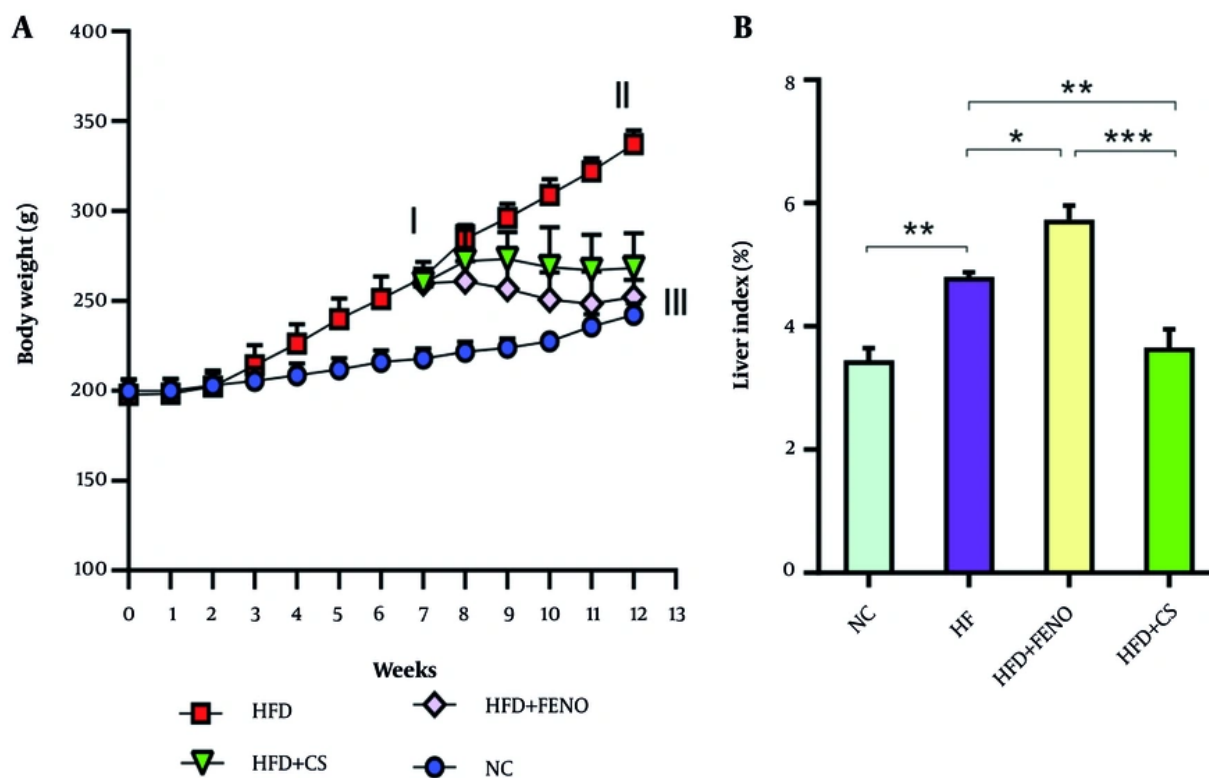 A
400
350
300
250
200
150
100
Body weight (g)
I
II
III
0 1 2 3 4 5 6 7 8 9 10 11 12 13
Weeks
HFD
HFD+FENO
HFD+CS
NC
B
8
6
4
2
0
Liver index (%)
**
* ***
**
NC HF HFD+FENO HFD+CS